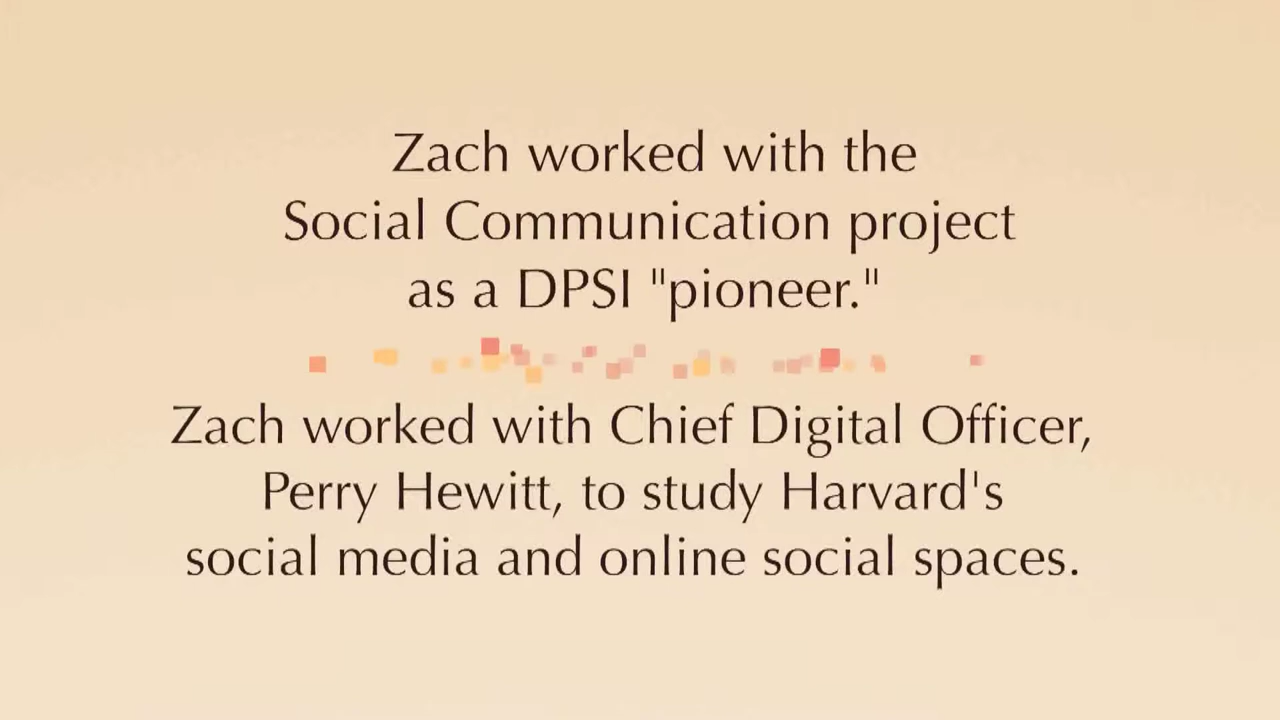 Zach worked with the
Social Communication project
as a DPSI "pioneer."
Zach worked with Chief Digital Officer,
Perry Hewitt, to study Harvard's
social media and online social spaces.